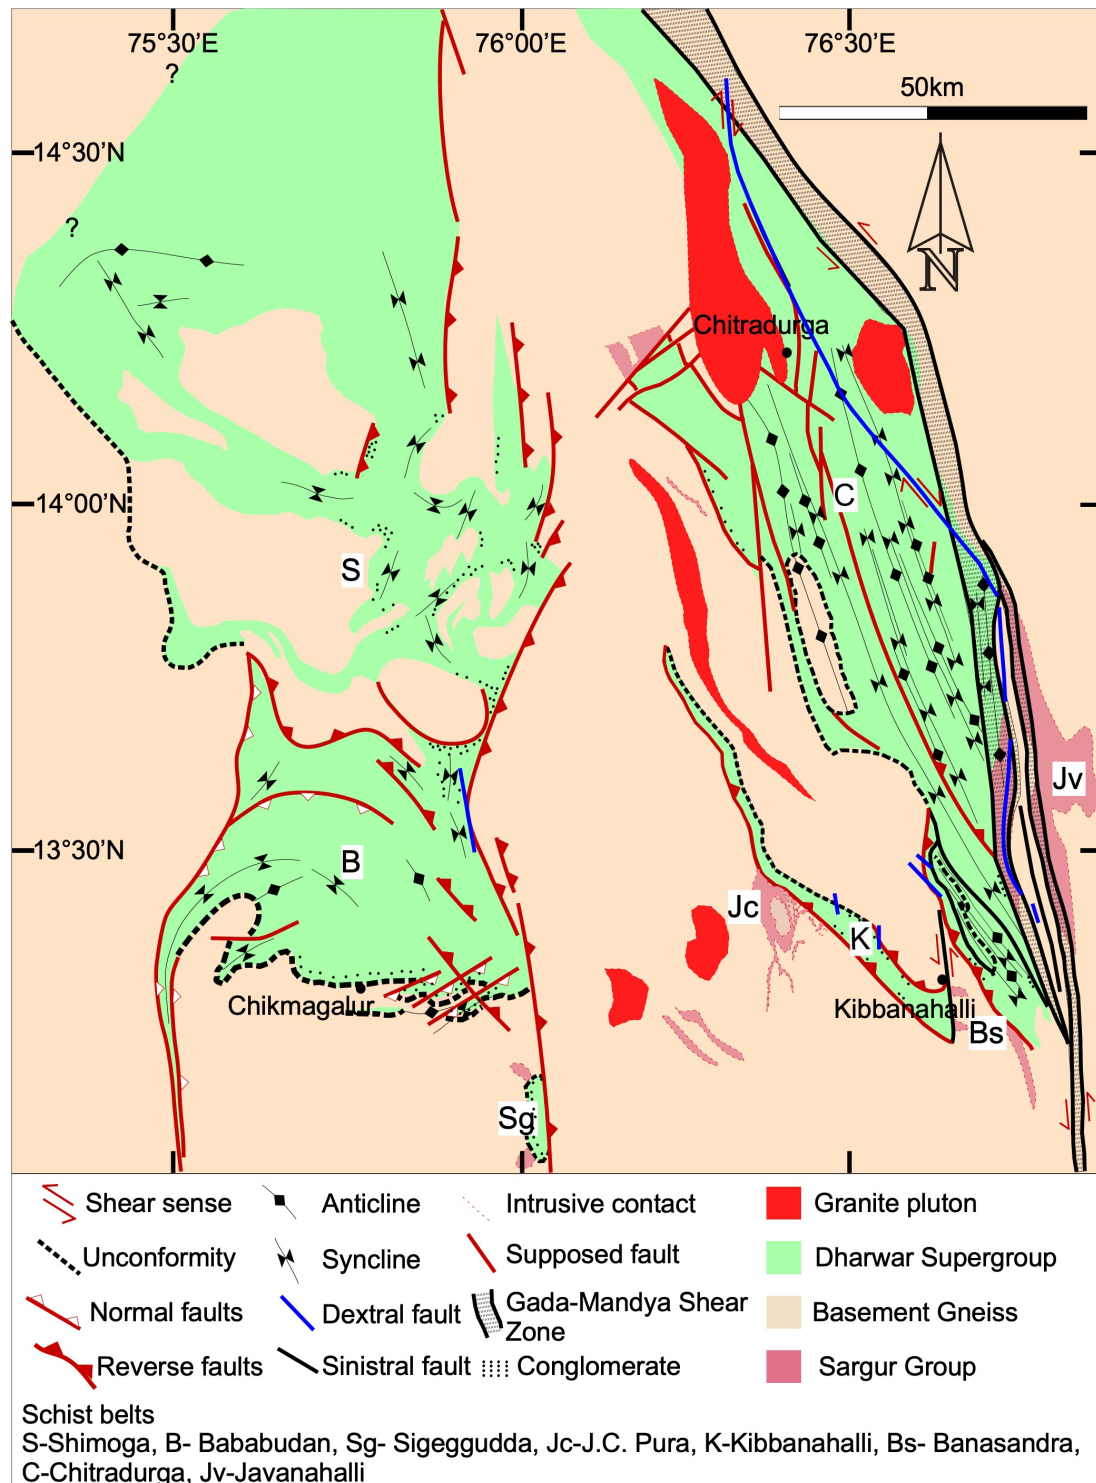 75°30'E 76°00'E 76°30'E
?
50km
14°30'N
?
N
Chitradurga
14°00'N
C
S
Jv
13°30'N
B
Jc
K
Chikmagalur
Kibbanahalli
Bs
Sg
Shear sense Anticline Intrusive contact Granite pluton
Unconformity Syncline Supposed fault Dharwar Supergroup
Normal faults Dextral fault Gada-Mandya Shear Zone Basement Gneiss
Reverse faults Sinistral fault Conglomerate Sargur Group
Schist belts
S-Shimoga, B- Bababudan, Sg- Sigeggudda, Jc-J.C. Pura, K-Kibbanahalli, Bs- Banasandra,
C-Chitradurga, Jv-Javanahalli